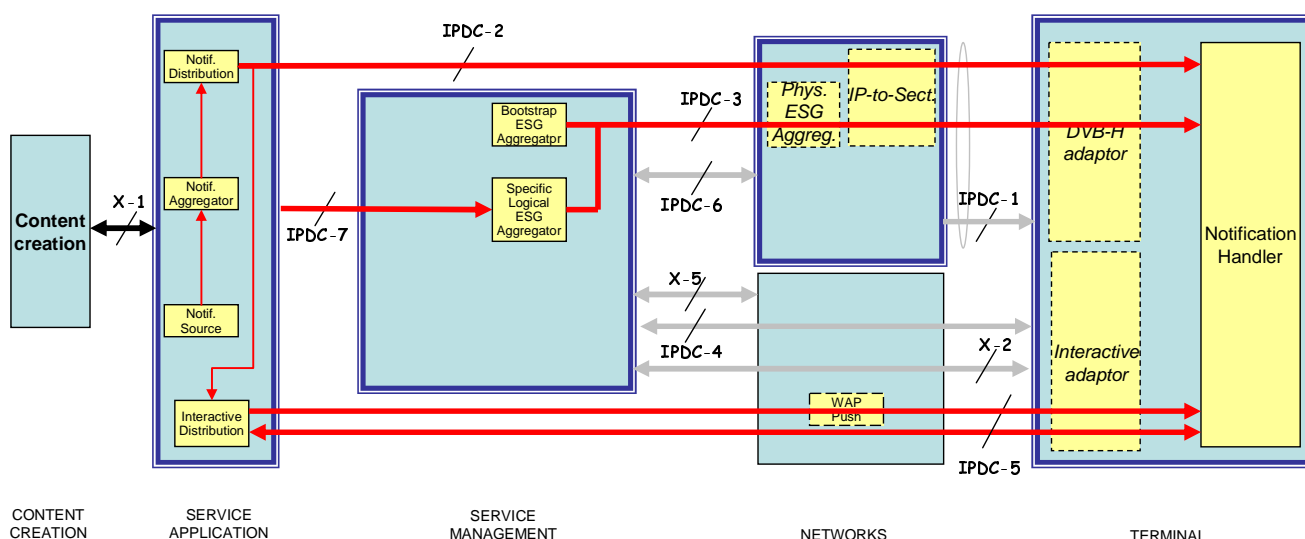 IPDC-2
Notif.
Distribution
Phys.
ESG
Aggreg.
IP-to-Sect.
IPDC-3
Bootstrap
ESG
Aggregatpr
DVB-H
adaptor
Content
creation
X-1
Notif.
Aggregator
IPDC-7
Specific
Logical
ESG
Aggregator
IPDC-6
IPDC-1
Notification
Handler
Notif.
Source
X-5
IPDC-4
X-2
Interactive
adaptor
Interactive
Distribution
WAP
Push
IPDC-5
CONTENT
CREATION
SERVICE
APPLICATION
SERVICE
MANAGEMENT
NETWORKS
TERMINAL